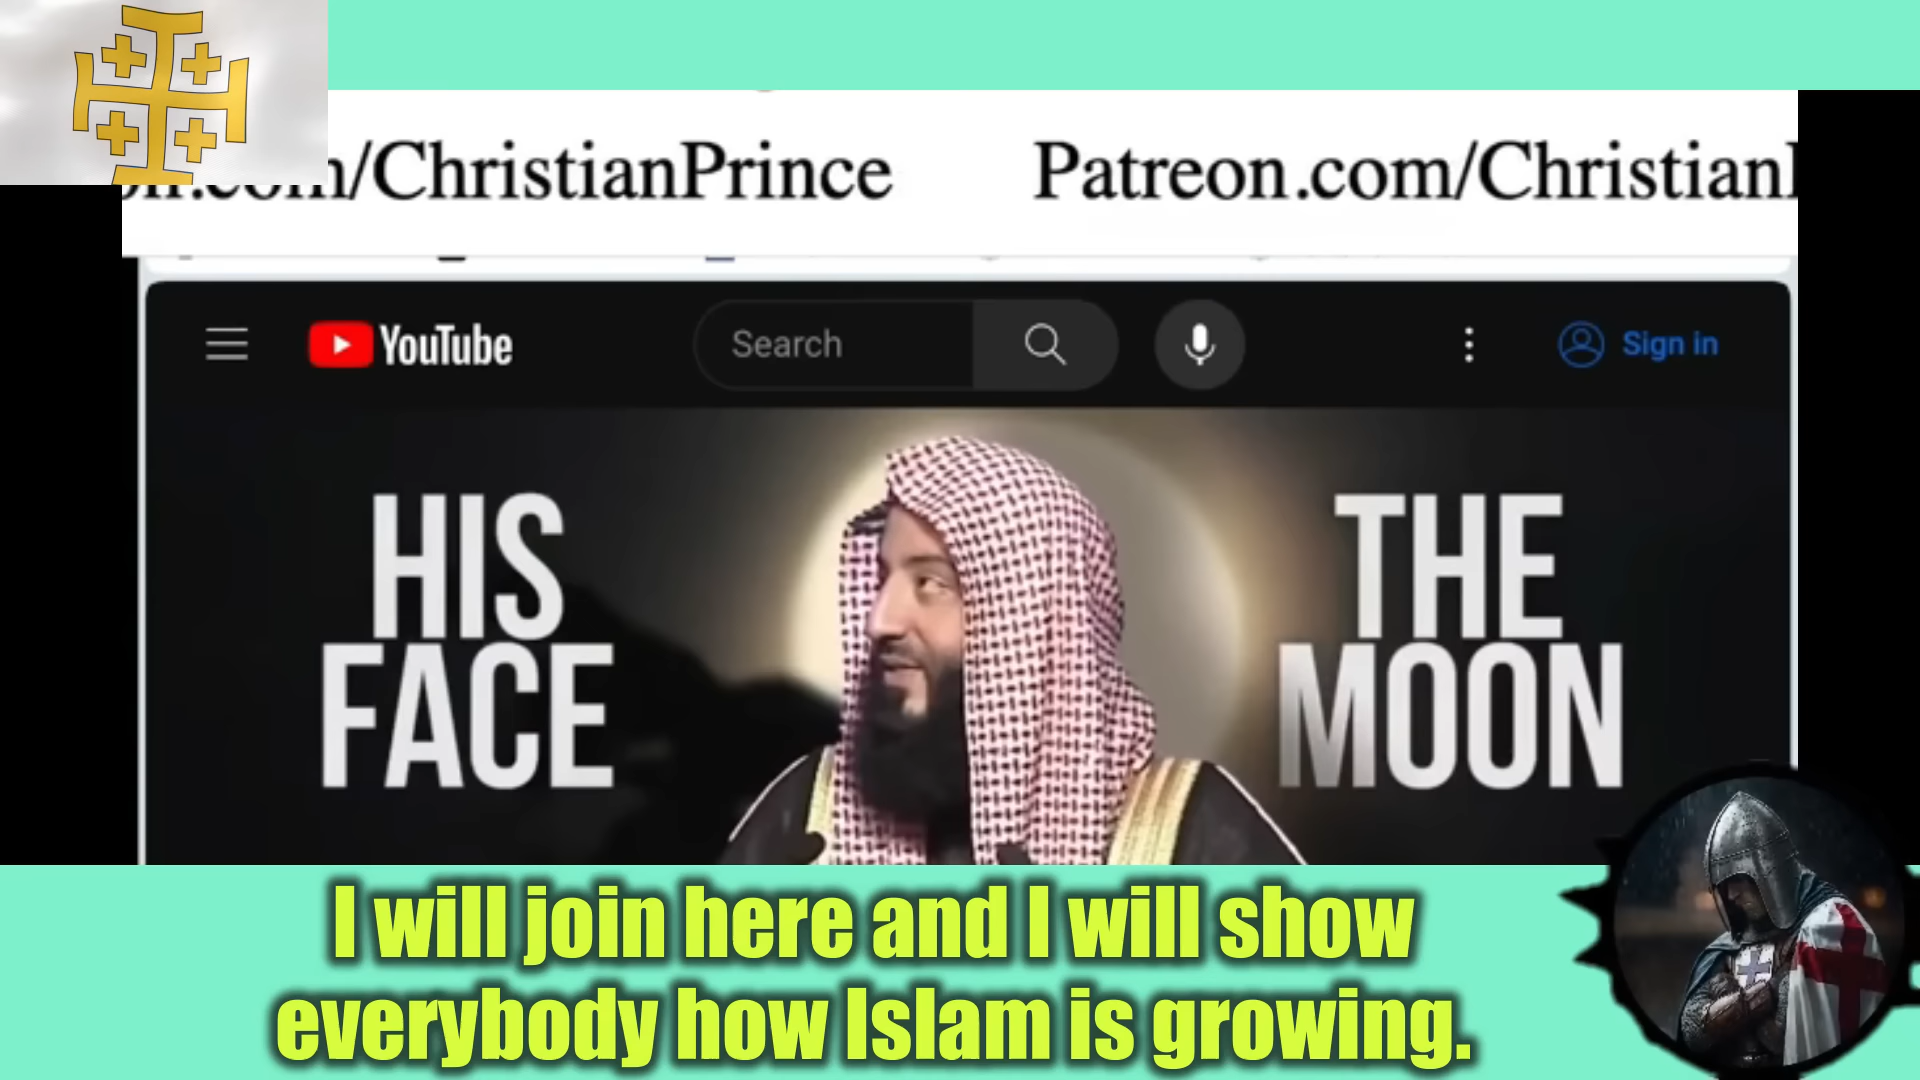 /ChristianPrince Patreon.com/Christian
YouTube Search Sign in
HIS
FACE
THE
MOON
I will join here and I will show
everybody how Islam is growing.